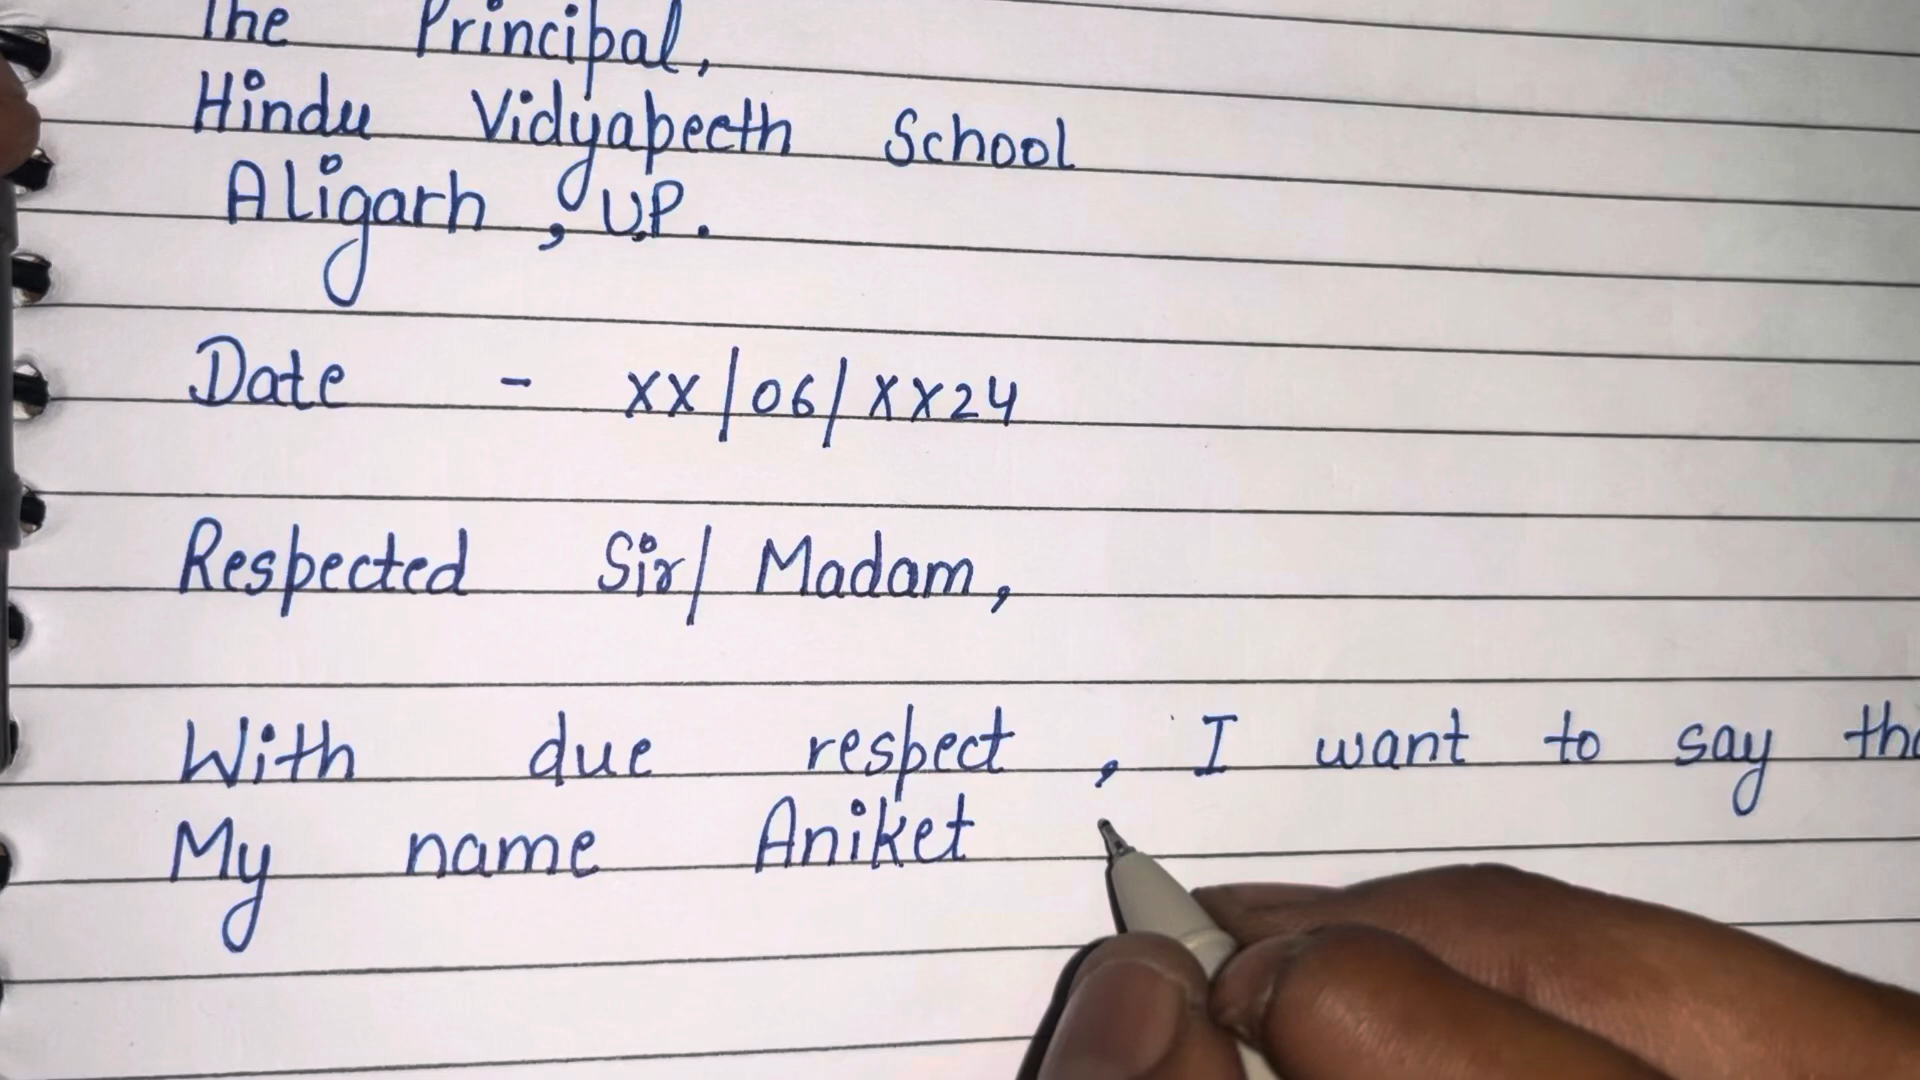 The Principal,
Hindu Vidyapeeth School
Aligarh, U.P.
Date - XX/06/XX24
Respected Sir/ Madam,
With due respect, I want to say tha
My name Aniket